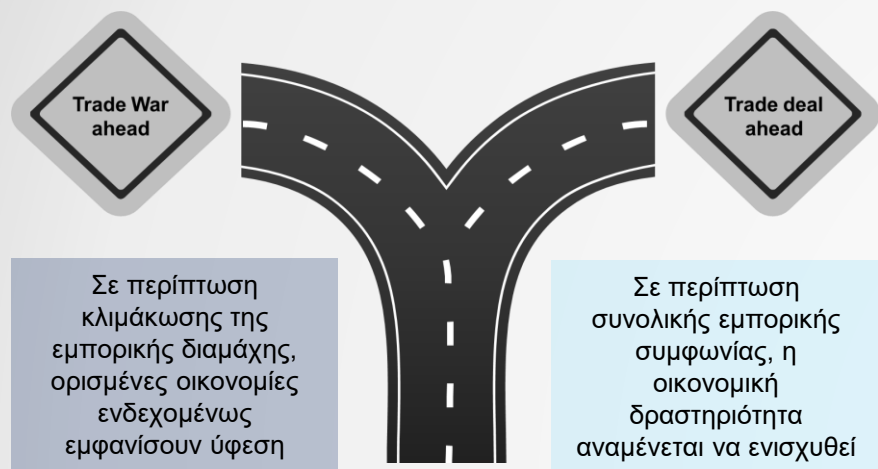 Trade War
ahead
Trade deal
ahead
Σε περίπτωση
κλιμάκωσης της
εμπορικής διαμάχης,
ορισμένες οικονομίες
ενδεχομένως
εμφανίσουν ύφεση
Σε περίπτωση
συνολικής εμπορικής
συμφωνίας, η
οικονομική
δραστηριότητα
αναμένεται να ενισχυθεί